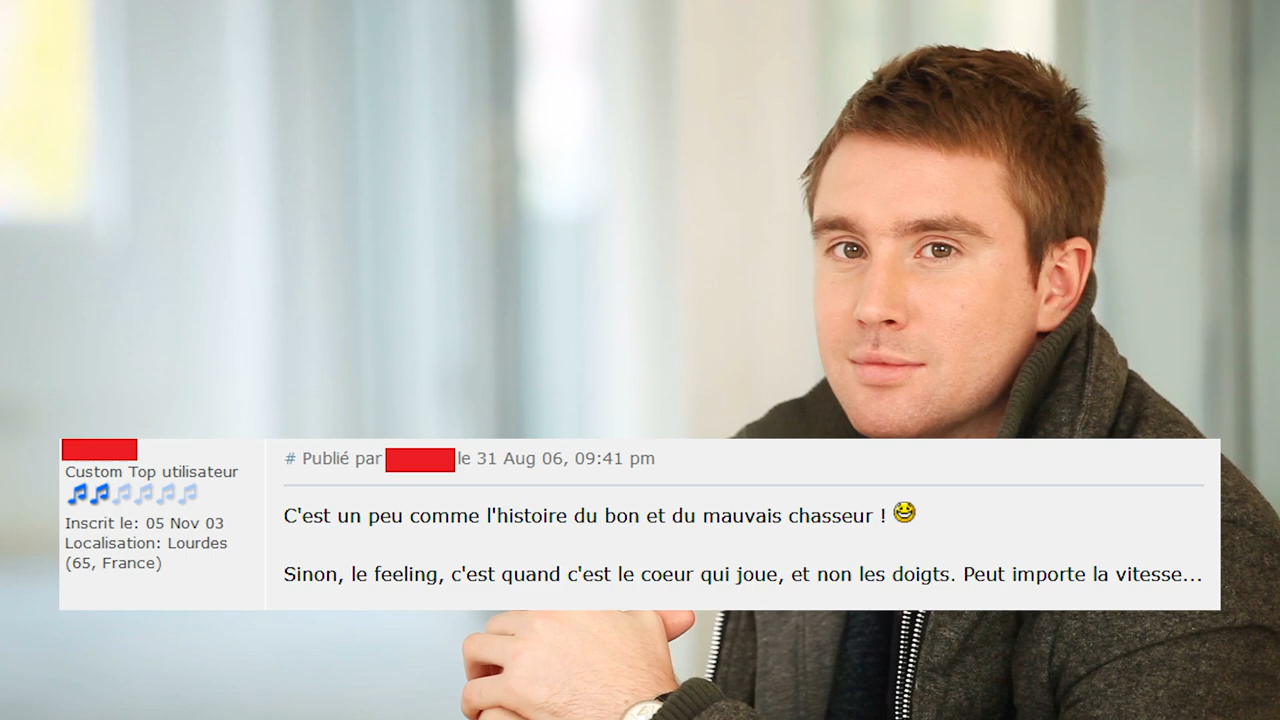 Custom Top utilisateur
Inscrit le: 05 Nov 03
Localisation: Lourdes
(65, France)
# Publié par le 31 Aug 06, 09:41 pm
C'est un peu comme l'histoire du bon et du mauvais chasseur !
Sinon, le feeling, c'est quand c'est le coeur qui joue, et non les doigts. Peut importe la vitesse...